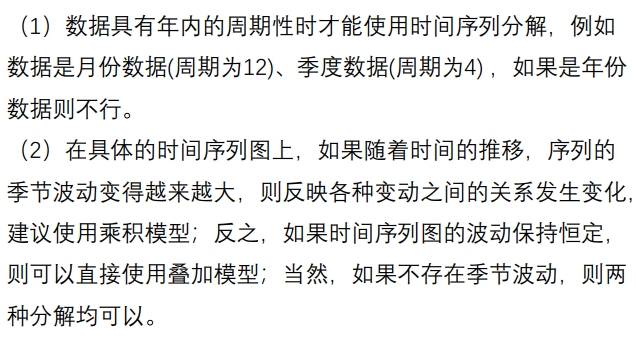 （1）数据具有年内的周期性时才能使用时间序列分解，例如
数据是月份数据(周期为12)、季度数据(周期为4) ，如果是年份
数据则不行。
（2）在具体的时间序列图上，如果随着时间的推移，序列的
季节波动变得越来越大，则反映各种变动之间的关系发生变化，
建议使用乘积模型；反之，如果时间序列图的波动保持恒定，
则可以直接使用叠加模型；当然，如果不存在季节波动，则两
种分解均可以。